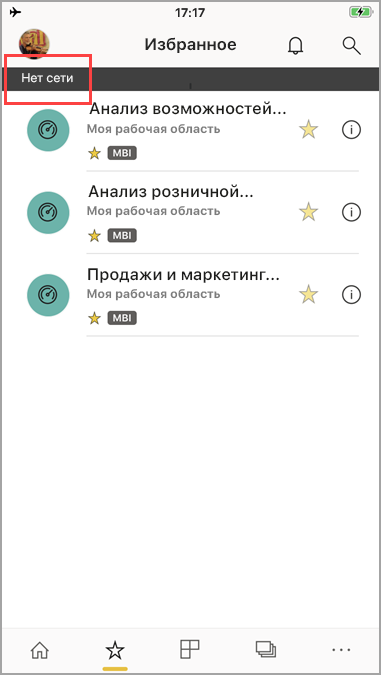 17:17
Избранное
Нет сети
Анализ возможностей...
Моя рабочая область
MBI
Анализ розничной...
Моя рабочая область
MBI
Продажи и маркетинг...
Моя рабочая область
MBI